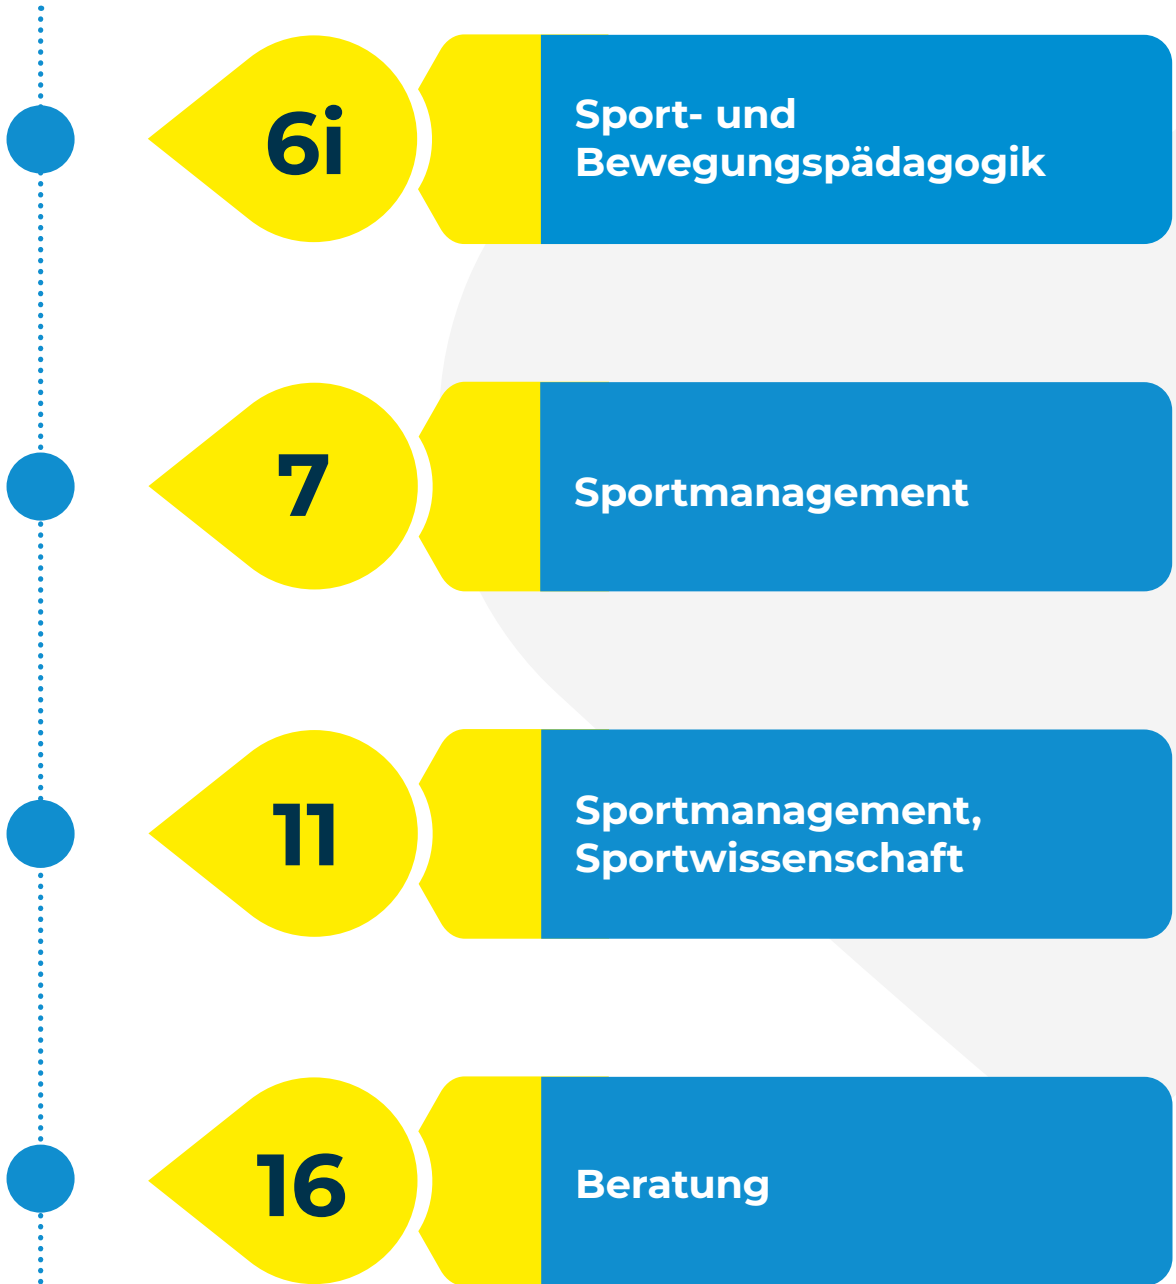 6i
Sport- und
Bewegungspädagogik
7
Sportmanagement
11
Sportmanagement,
Sportwissenschaft
16
Beratung